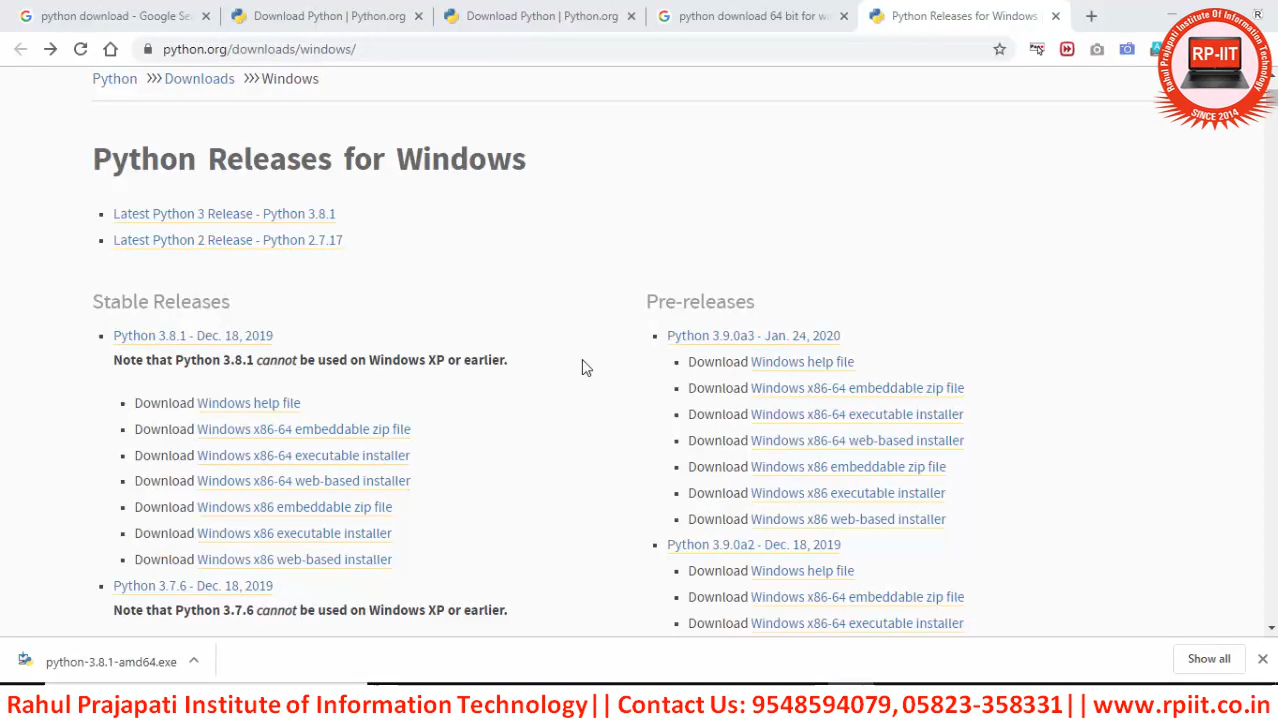 python download - Google Se
Download Python | Python.org
Download Python | Python.org
python download 64 bit for wi
Python Releases for Windows
python.org/downloads/windows/
Rahul Prajapati Institute Of Information Technology
RP-IIT
SINCE 2014
Python >>> Downloads >>> Windows
Python Releases for Windows
Latest Python 3 Release - Python 3.8.1
Latest Python 2 Release - Python 2.7.17
Stable Releases
Python 3.8.1 - Dec. 18, 2019
Note that Python 3.8.1 cannot be used on Windows XP or earlier.
Download Windows help file
Download Windows x86-64 embeddable zip file
Download Windows x86-64 executable installer
Download Windows x86-64 web-based installer
Download Windows x86 embeddable zip file
Download Windows x86 executable installer
Download Windows x86 web-based installer
Python 3.7.6 - Dec. 18, 2019
Note that Python 3.7.6 cannot be used on Windows XP or earlier.
Pre-releases
Python 3.9.0a3 - Jan. 24, 2020
Download Windows help file
Download Windows x86-64 embeddable zip file
Download Windows x86-64 executable installer
Download Windows x86-64 web-based installer
Download Windows x86 embeddable zip file
Download Windows x86 executable installer
Download Windows x86 web-based installer
Python 3.9.0a2 - Dec. 18, 2019
Download Windows help file
Download Windows x86-64 embeddable zip file
Download Windows x86-64 executable installer
python-3.8.1-amd64.exe
Show all
Rahul Prajapati Institute of Information Technology|| Contact Us: 9548594079, 05823-358331|| www.rpiit.co.in